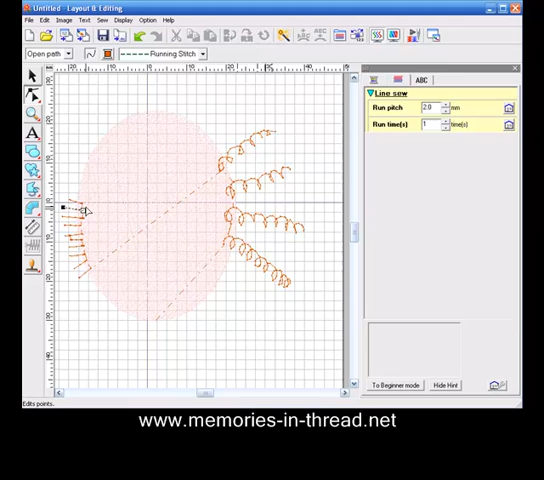 Untitled - Layout & Editing
File Edit Image Text Sew Display Option Help
Open path Running Stitch
ABC
Line sew
Run pitch 2.0 mm
Run time(s) 1 time(s)
To Beginner mode Hide Hint
Edits points.
www.memories-in-thread.net